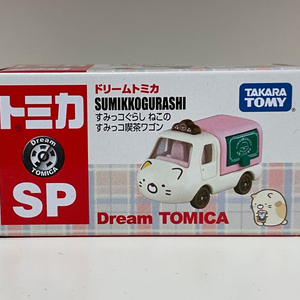 トミカ
Dream
TOMICA
SP
ドリームトミカ
SUMIKKOGURASHI
すみっコぐらし ねこの
すみっコ喫茶ワゴン
TAKARA
TOMY
Dream TOMICA